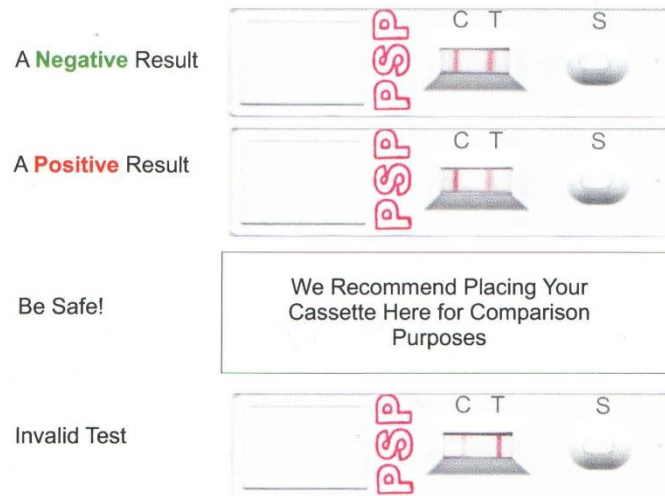 C T S
A Negative Result
PSP
C T S
A Positive Result
PSP
Be Safe!
We Recommend Placing Your
Cassette Here for Comparison
Purposes
C T S
Invalid Test
PSP